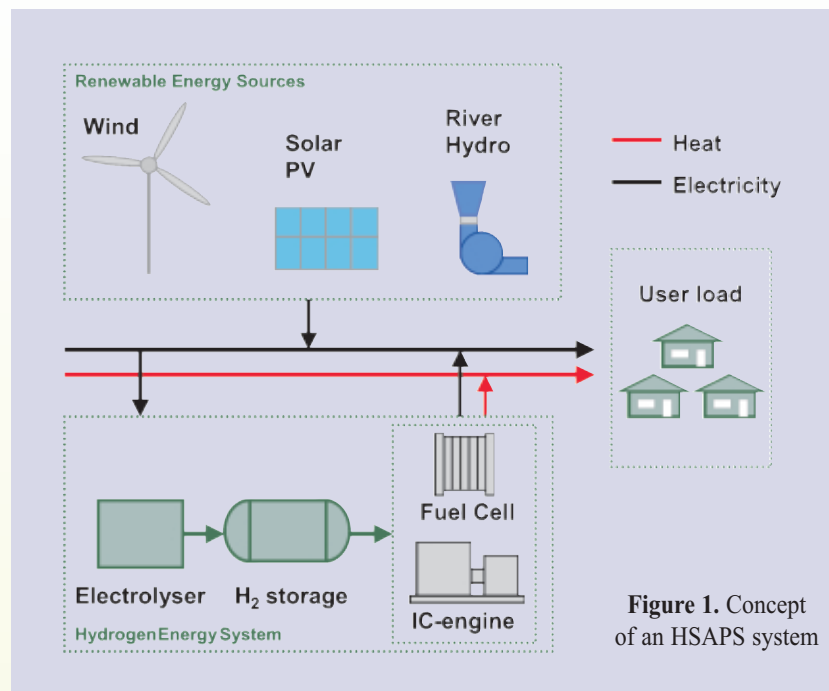 Renewable Energy Sources
Wind
Solar
PV
River
Hydro
Heat
Electricity
User load
Fuel Cell
Electrolyser
H₂ storage
IC-engine
Hydrogen Energy System
Figure 1. Concept
of an HSAPS system